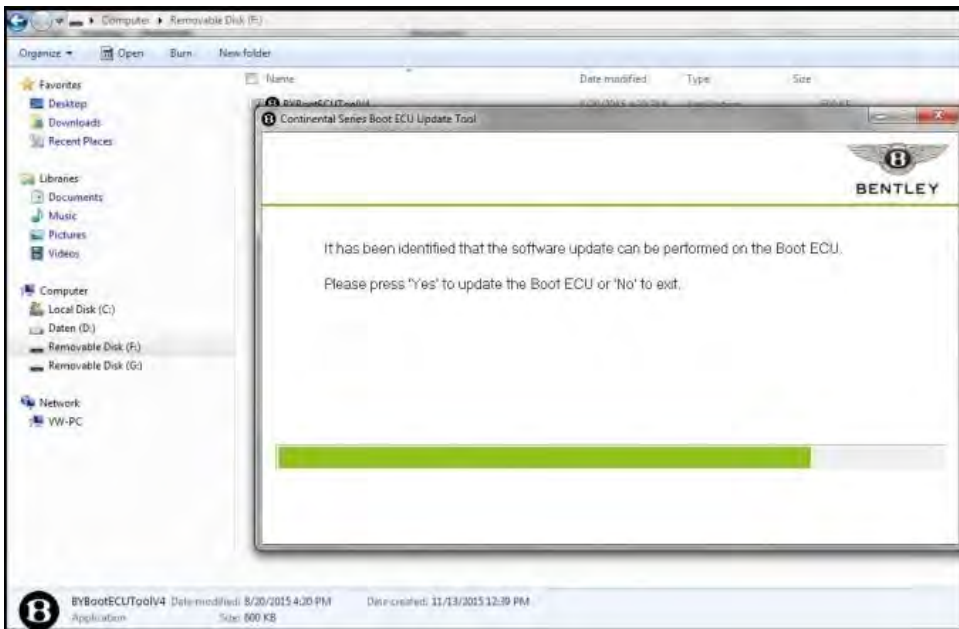 Computer ▸ Removable Disk (F:)
Organize ▾ Open Burn New folder
Favorites
Desktop
Downloads
Recent Places
Libraries
Documents
Music
Pictures
Videos
Computer
Local Disk (C:)
Daten (D:)
Removable Disk (F:)
Removable Disk (G:)
Network
VW-PC
Name Date modified Type Size
BYBootECUToolV4
Continental Series Boot ECU Update Tool
B
BENTLEY
It has been identified that the software update can be performed on the Boot ECU.
Please press 'Yes' to update the Boot ECU or 'No' to exit.
B
BYBootECUToolV4 Date modified: 8/20/2015 4:20 PM Date created: 11/13/2015 12:39 PM
Application Size: 600 KB